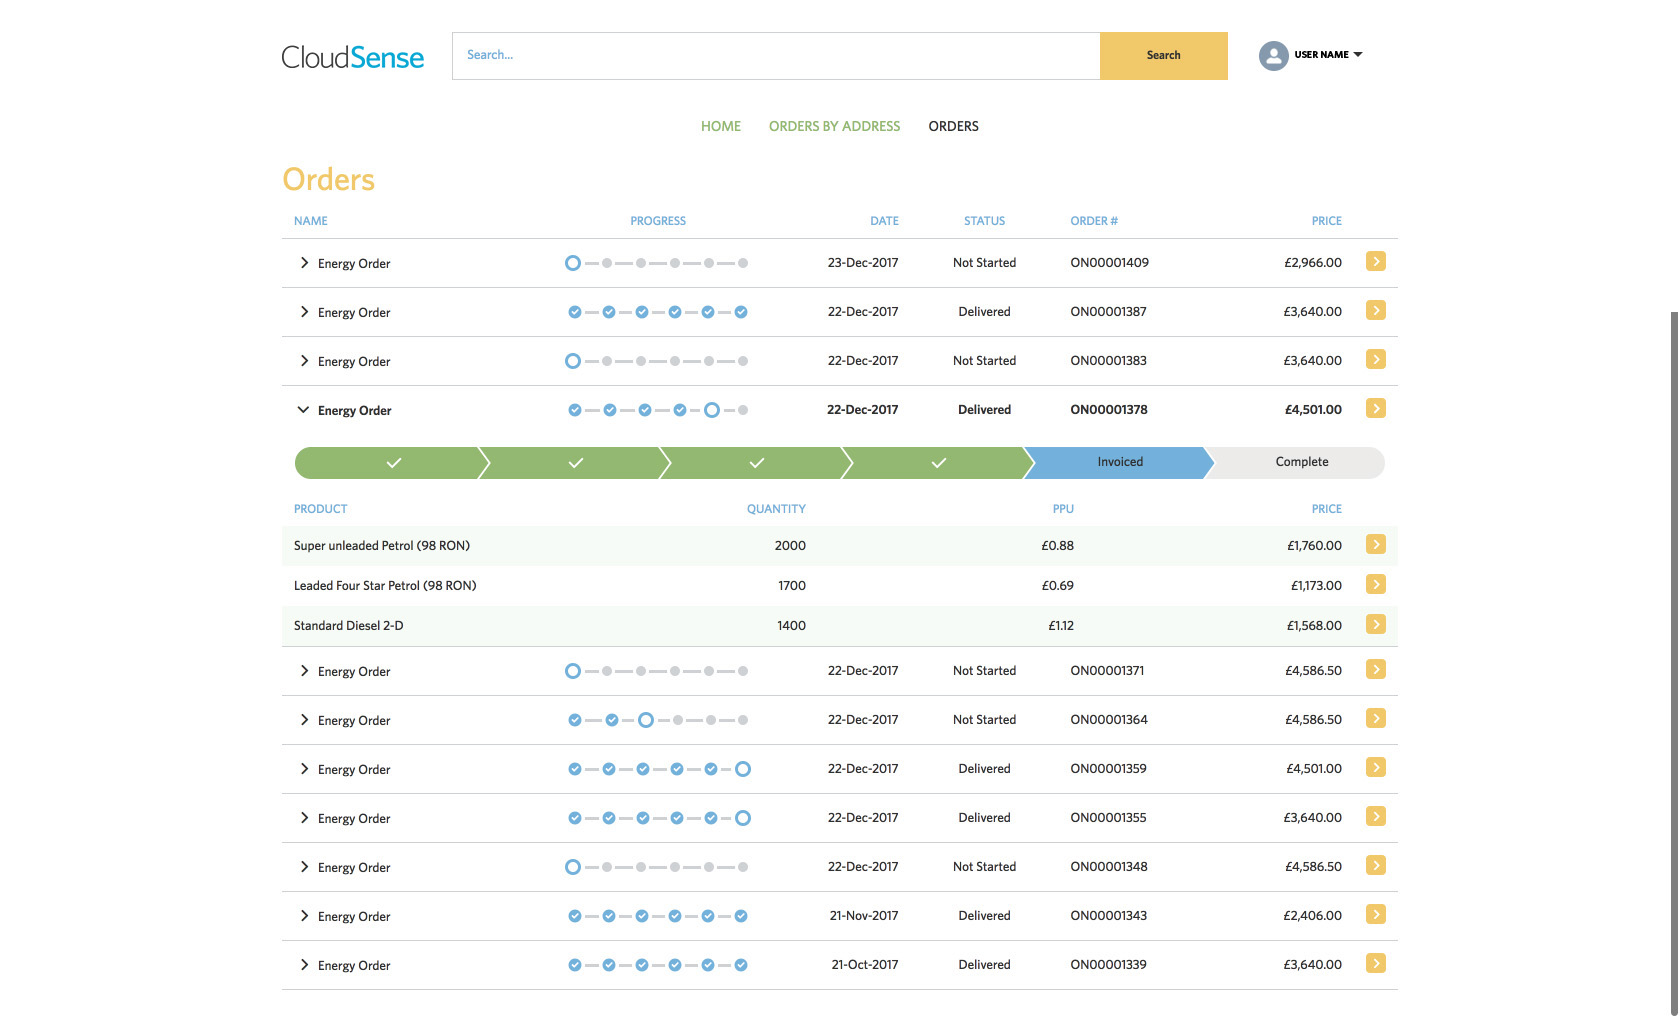 CloudSense
Search...
Search
USER NAME
HOME ORDERS BY ADDRESS ORDERS
Orders
NAME PROGRESS DATE STATUS ORDER # PRICE
Energy Order 23-Dec-2017 Not Started ON00001409 £2,966.00
Energy Order 22-Dec-2017 Delivered ON00001387 £3,640.00
Energy Order 22-Dec-2017 Not Started ON00001383 £3,640.00
Energy Order 22-Dec-2017 Delivered ON00001378 £4,501.00
Invoiced Complete
PRODUCT QUANTITY PPU PRICE
Super unleaded Petrol (98 RON) 2000 £0.88 £1,760.00
Leaded Four Star Petrol (98 RON) 1700 £0.69 £1,173.00
Standard Diesel 2-D 1400 £1.12 £1,568.00
Energy Order 22-Dec-2017 Not Started ON00001371 £4,586.50
Energy Order 22-Dec-2017 Not Started ON00001364 £4,586.50
Energy Order 22-Dec-2017 Delivered ON00001359 £4,501.00
Energy Order 22-Dec-2017 Delivered ON00001355 £3,640.00
Energy Order 22-Dec-2017 Not Started ON00001348 £4,586.50
Energy Order 21-Nov-2017 Delivered ON00001343 £2,406.00
Energy Order 21-Oct-2017 Delivered ON00001339 £3,640.00